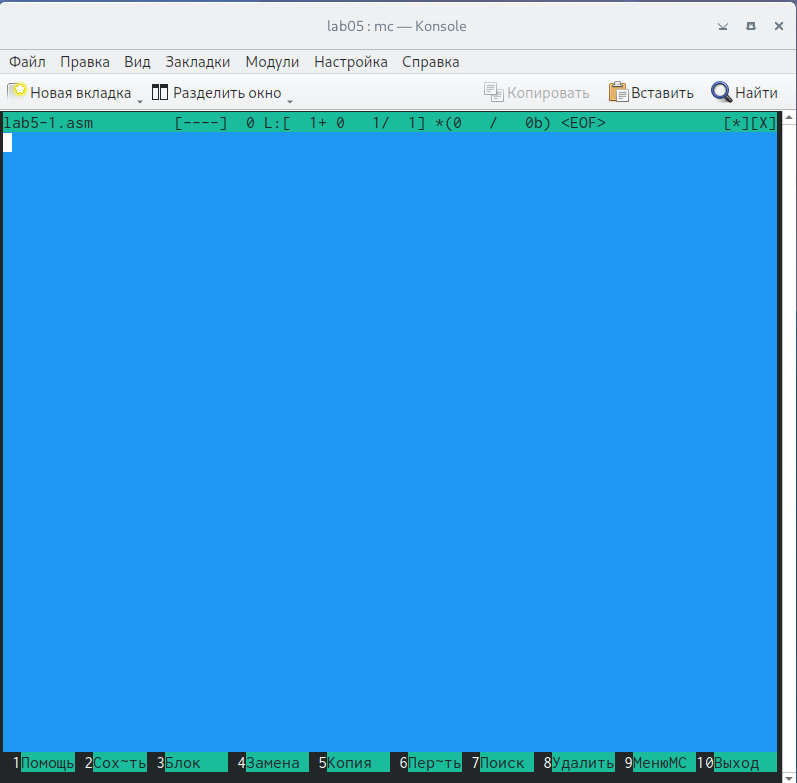 lab05 : mc — Konsole
Файл Правка Вид Закладки Модули Настройка Справка
Новая вкладка Разделить окно Копировать Вставить Найти
lab5-1.asm [----] 0 L:[ 1+ 0 1/ 1] *(0 / 0b) <EOF> [*][X]
1Помощь 2Сох~ть 3Блок 4Замена 5Копия 6Пер~ть 7Поиск 8Удалить 9МенюMC 10Выход